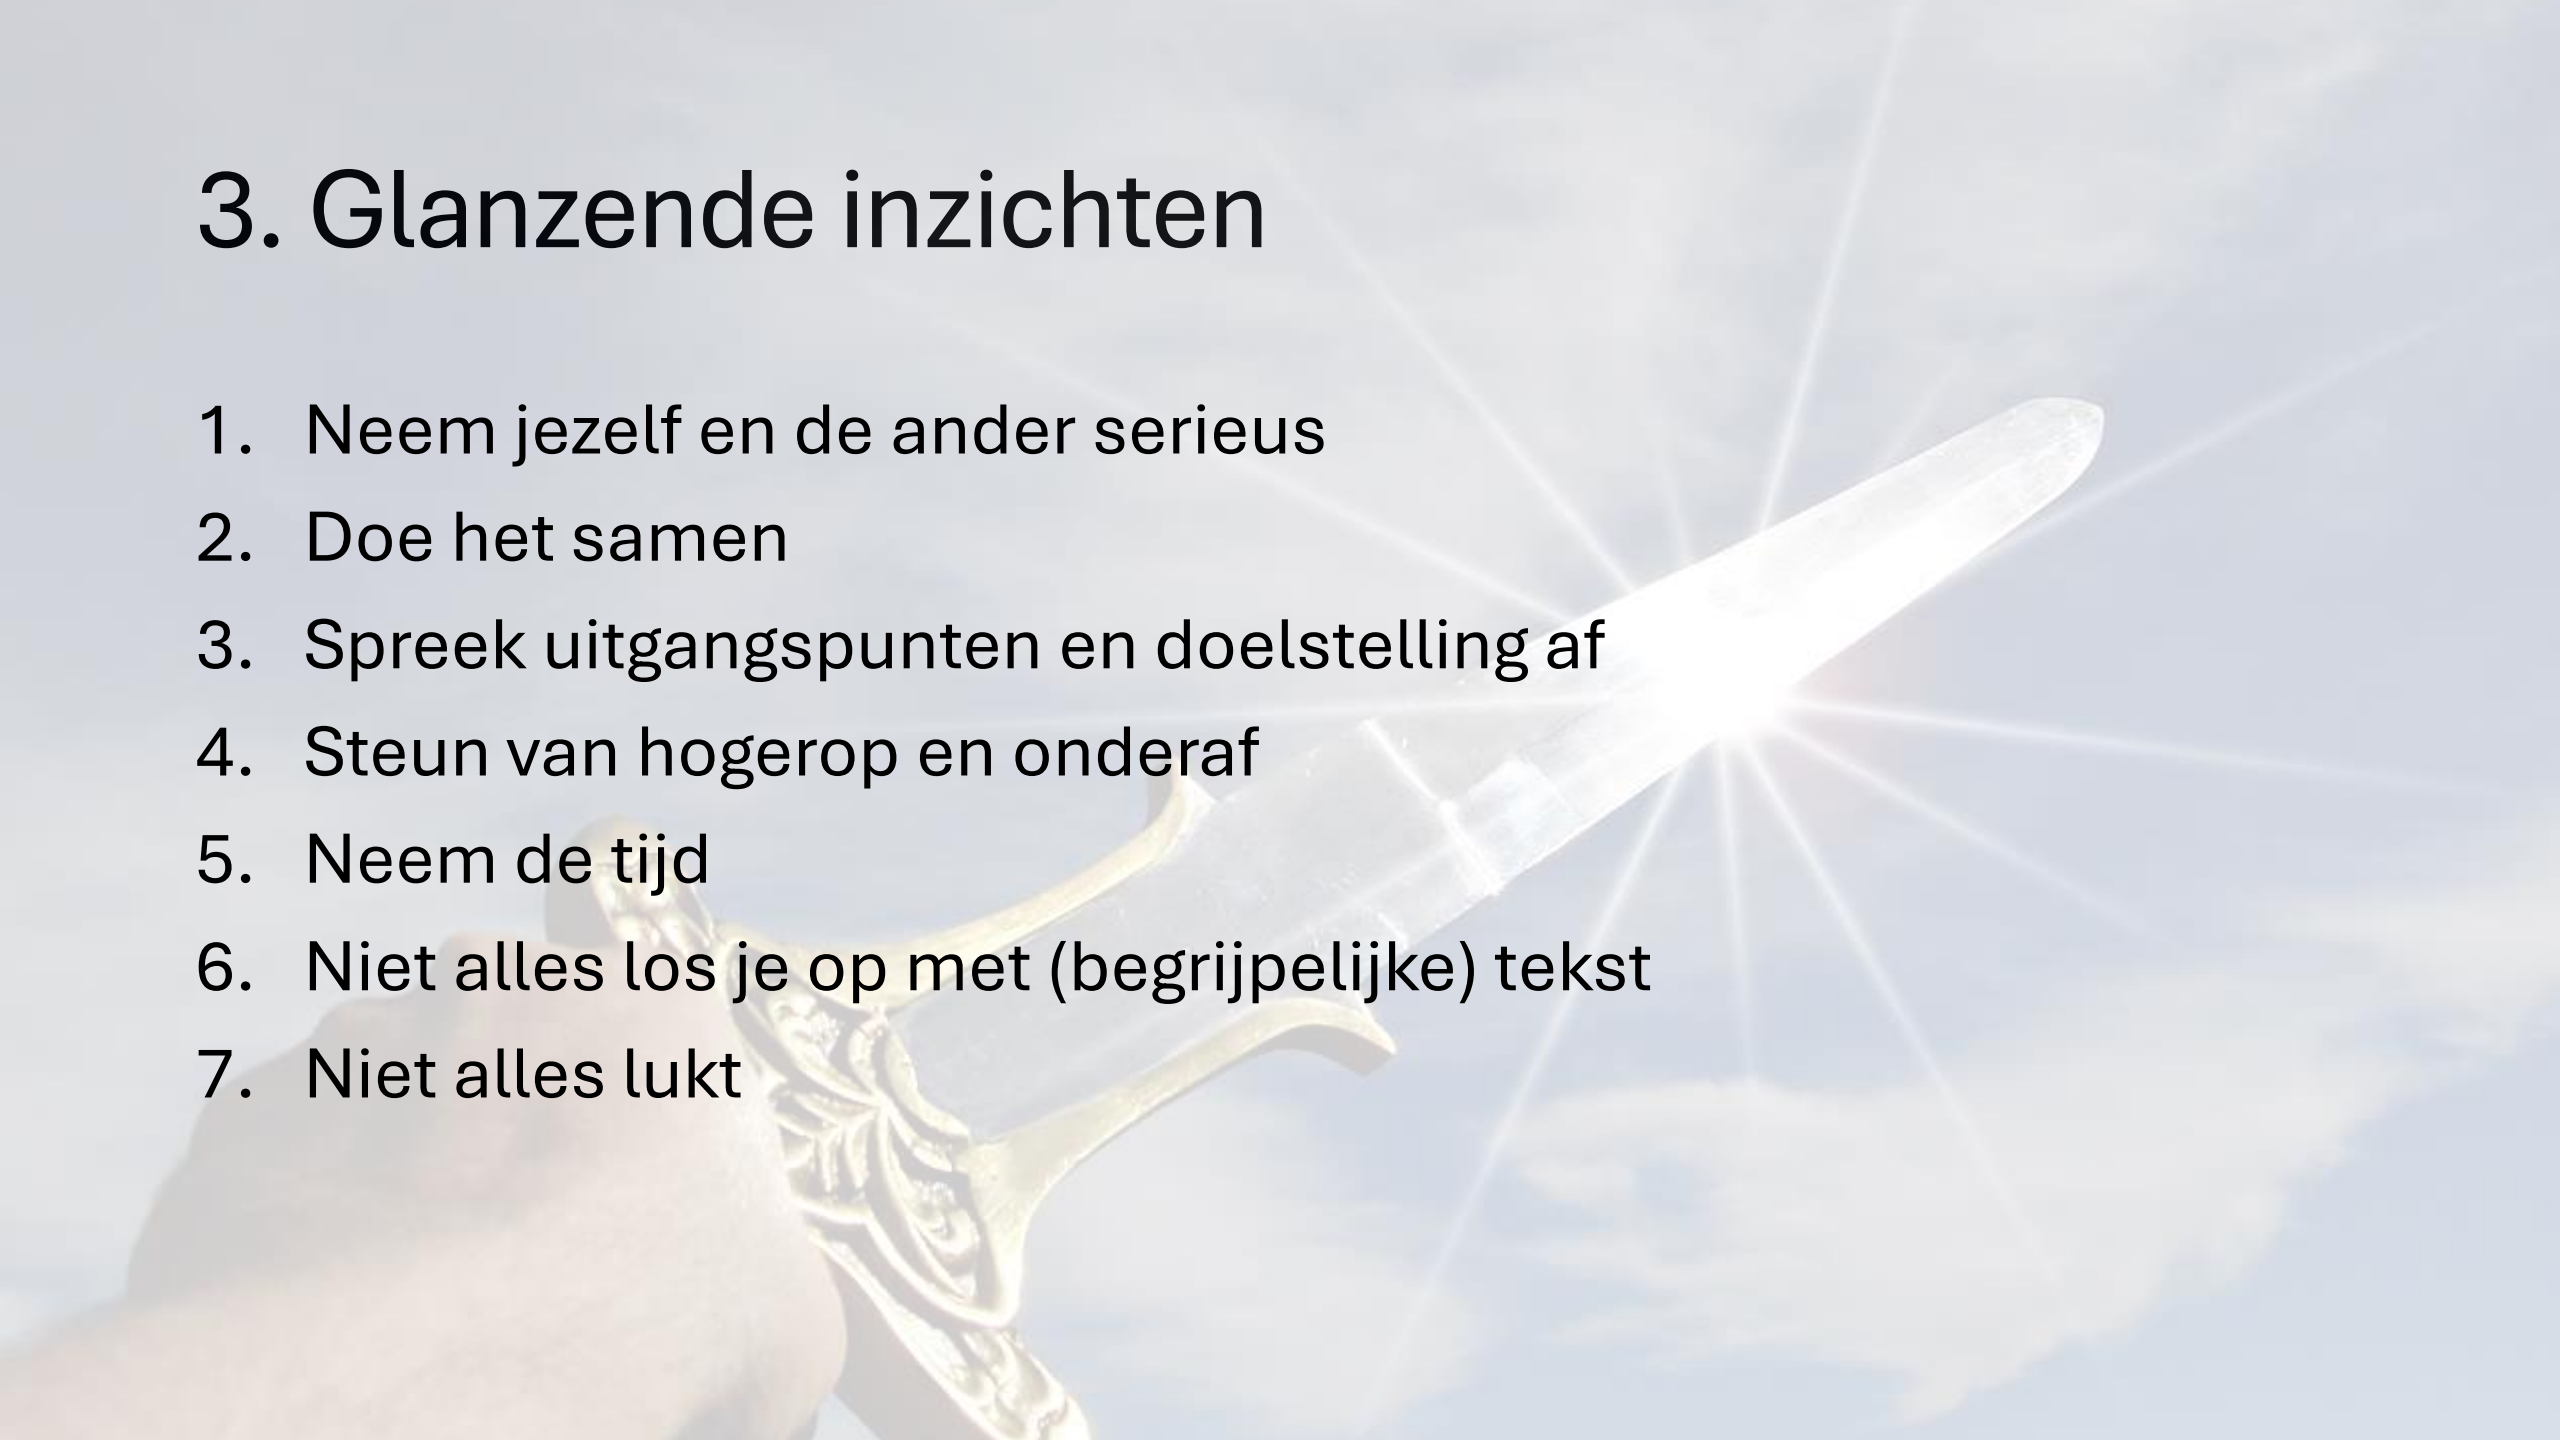 3. Glanzende inzichten
1. Neem jezelf en de ander serieus
2. Doe het samen
3. Spreek uitgangspunten en doelstelling af
4. Steun van hogerop en onderaf
5. Neem de tijd
6. Niet alles los je op met (begrijpelijke) tekst
7. Niet alles lukt